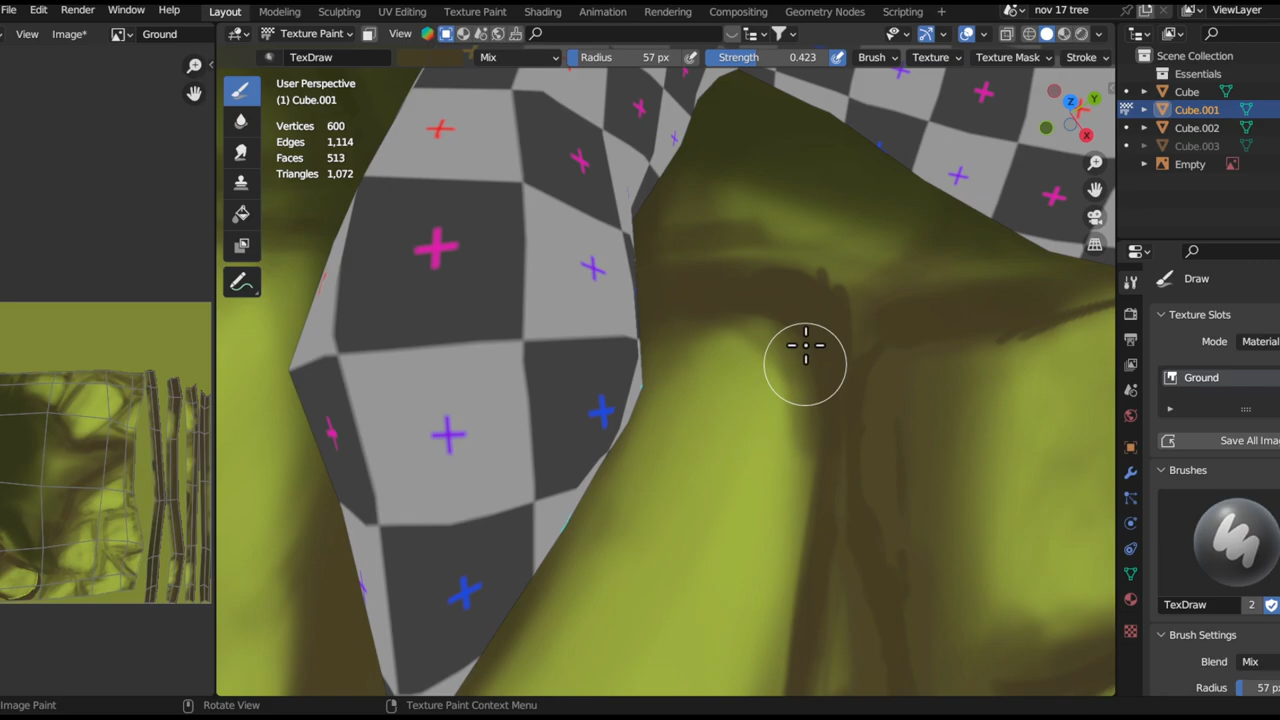 File Edit Render Window Help Layout Modeling Sculpting UV Editing Texture Paint Shading Animation Rendering Compositing Geometry Nodes Scripting nov 17 tree ViewLayer
View Image* Ground Texture Paint View
TexDraw Mix Radius 57 px Strength 0.423 Brush Texture Texture Mask Stroke
User Perspective
(1) Cube.001
Vertices 600
Edges 1,114
Faces 513
Triangles 1,072
Z
Y
X
Scene Collection
Essentials
Cube
Cube.001
Cube.002
Cube.003
Empty
Draw
Texture Slots
Mode Material
Ground
Save All Imag
Brushes
TexDraw 2
Brush Settings
Blend Mix
Radius 57 px
Image Paint Rotate View Texture Paint Context Menu